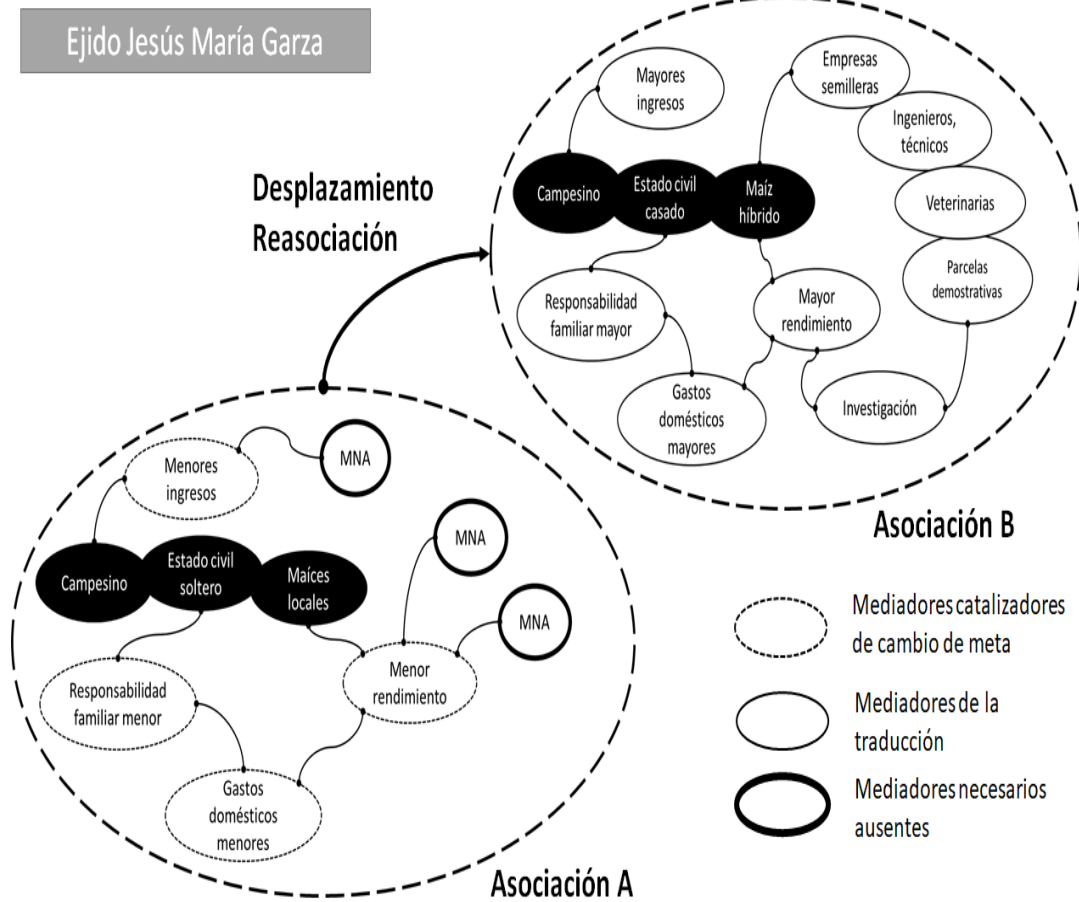 Ejido Jesús María Garza
Desplazamiento
Reasociación
Mayores
ingresos
Empresas
semilleras
Ingenieros,
técnicos
Campesino
Estado civil
casado
Maíz
híbrido
Veterinarias
Parcelas
demostrativas
Responsabilidad
familiar mayor
Mayor
rendimiento
Gastos
domésticos
mayores
Investigación
Asociación B
Menores
ingresos
MNA
MNA
MNA
Campesino
Estado civil
soltero
Maíces
locales
Responsabilidad
familiar menor
Menor
rendimiento
Gastos
domésticos
menores
Asociación A
Mediadores catalizadores
de cambio de meta
Mediadores de la
traducción
Mediadores necesarios
ausentes